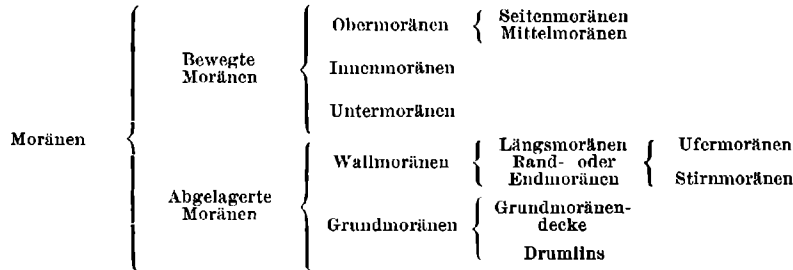 Moränen
Bewegte
Moränen
Obermoränen
Seitenmoränen
Mittelmoränen
Innenmoränen
Untermoränen
Abgelagerte
Moränen
Wallmoränen
Längsmoränen
Rand- oder
Endmoränen
Ufermoränen
Stirnmoränen
Grundmoränen
Grundmoränen-
decke
Drumlins